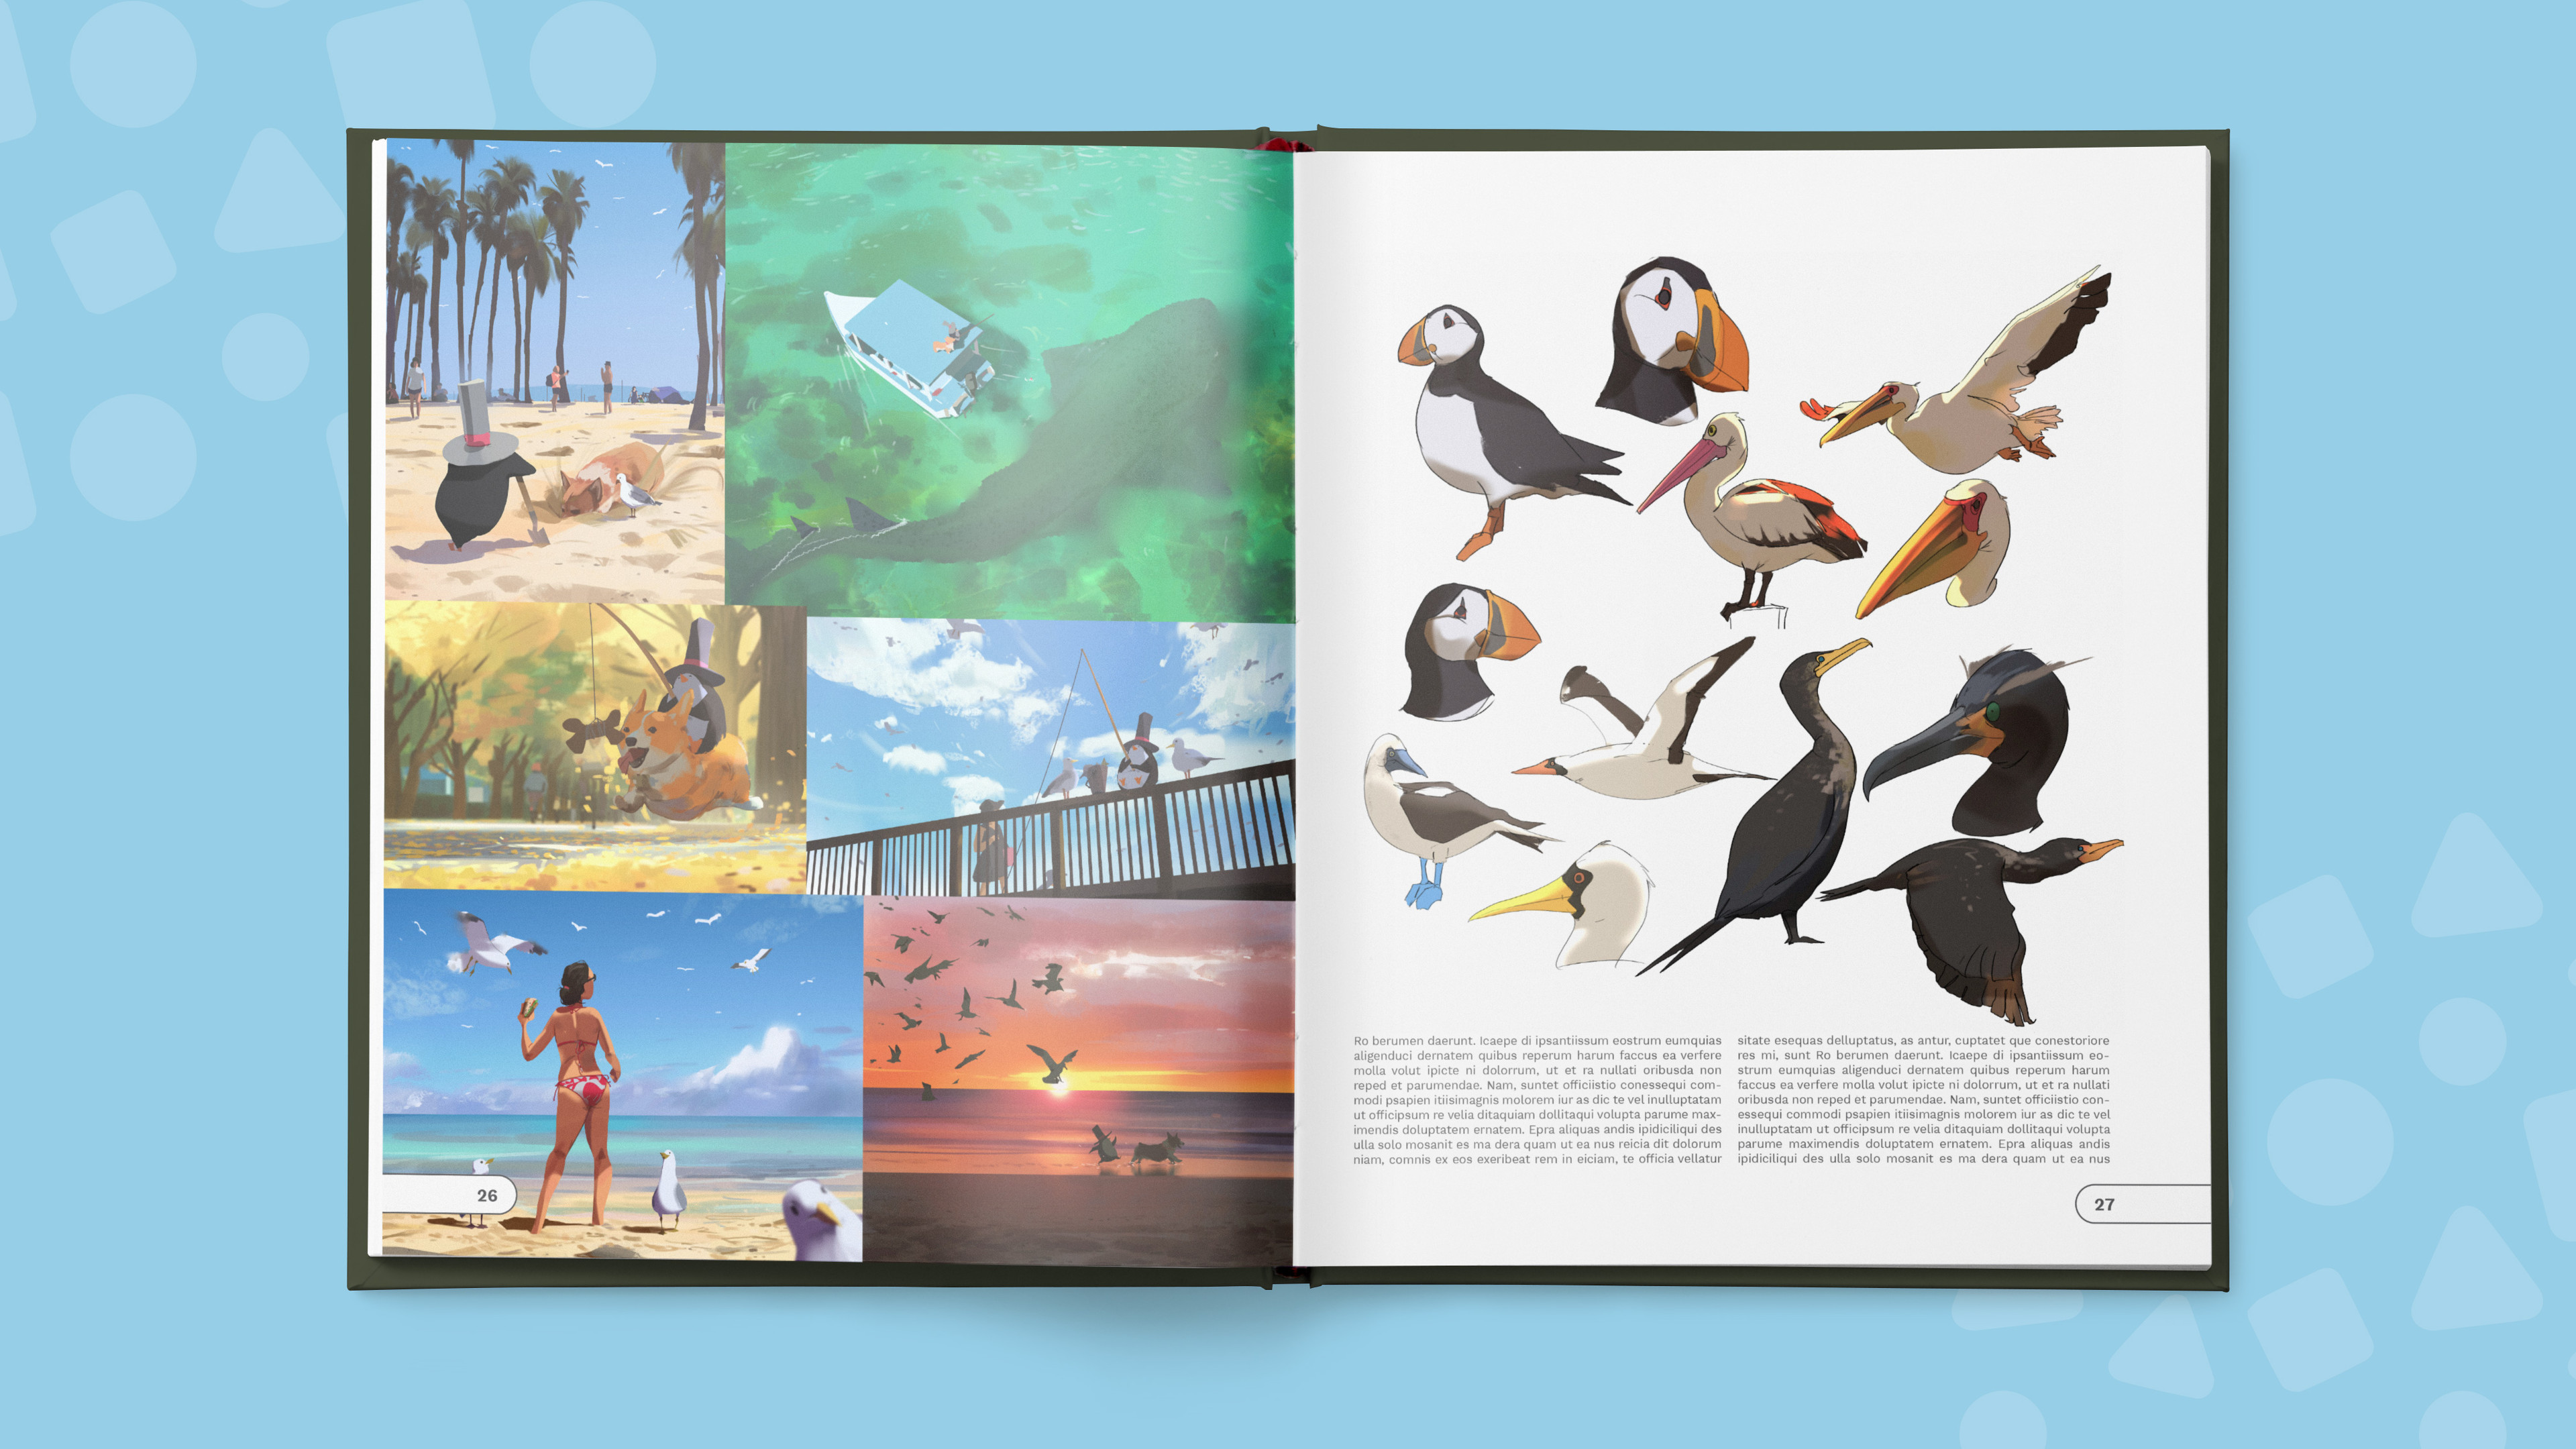 26
Ro berumen daerunt. Icaepe di ipsantiissum eostrum eumquias
aligenduci dernatem quibus reperum harum faccus ea verfere
molla volut ipicte ni dolorrum, ut et ra nullati oribusda non
reped et parumendae. Nam, suntet officiistio conessequi com-
modi psapien itiisimagnis molorem iur as dic te vel inulluptatam
ut officipsum re velia ditaquiam dollitaqui volupta parume max-
imendis doluptatem ernatem. Epra aliquas andis ipidiciliqui des
ulla solo mosanit es ma dera quam ut ea nus reicia dit dolorum
niam, comnis ex eos exeribeat rem in eiciam, te officia vellatur
sitate esequas delluptatus, as antur, cuptatet que conestoriore
res mi, sunt Ro berumen daerunt. Icaepe di ipsantiissum eo-
strum eumquias aligenduci dernatem quibus reperum harum
faccus ea verfere molla volut ipicte ni dolorrum, ut et ra nullati
oribusda non reped et parumendae. Nam, suntet officiistio con-
essequi commodi psapien itiisimagnis molorem iur as dic te vel
inulluptatam ut officipsum re velia ditaquiam dollitaqui volupta
parume maximendis doluptatem ernatem. Epra aliquas andis
ipidiciliqui des ulla solo mosanit es ma dera quam ut ea nus
27